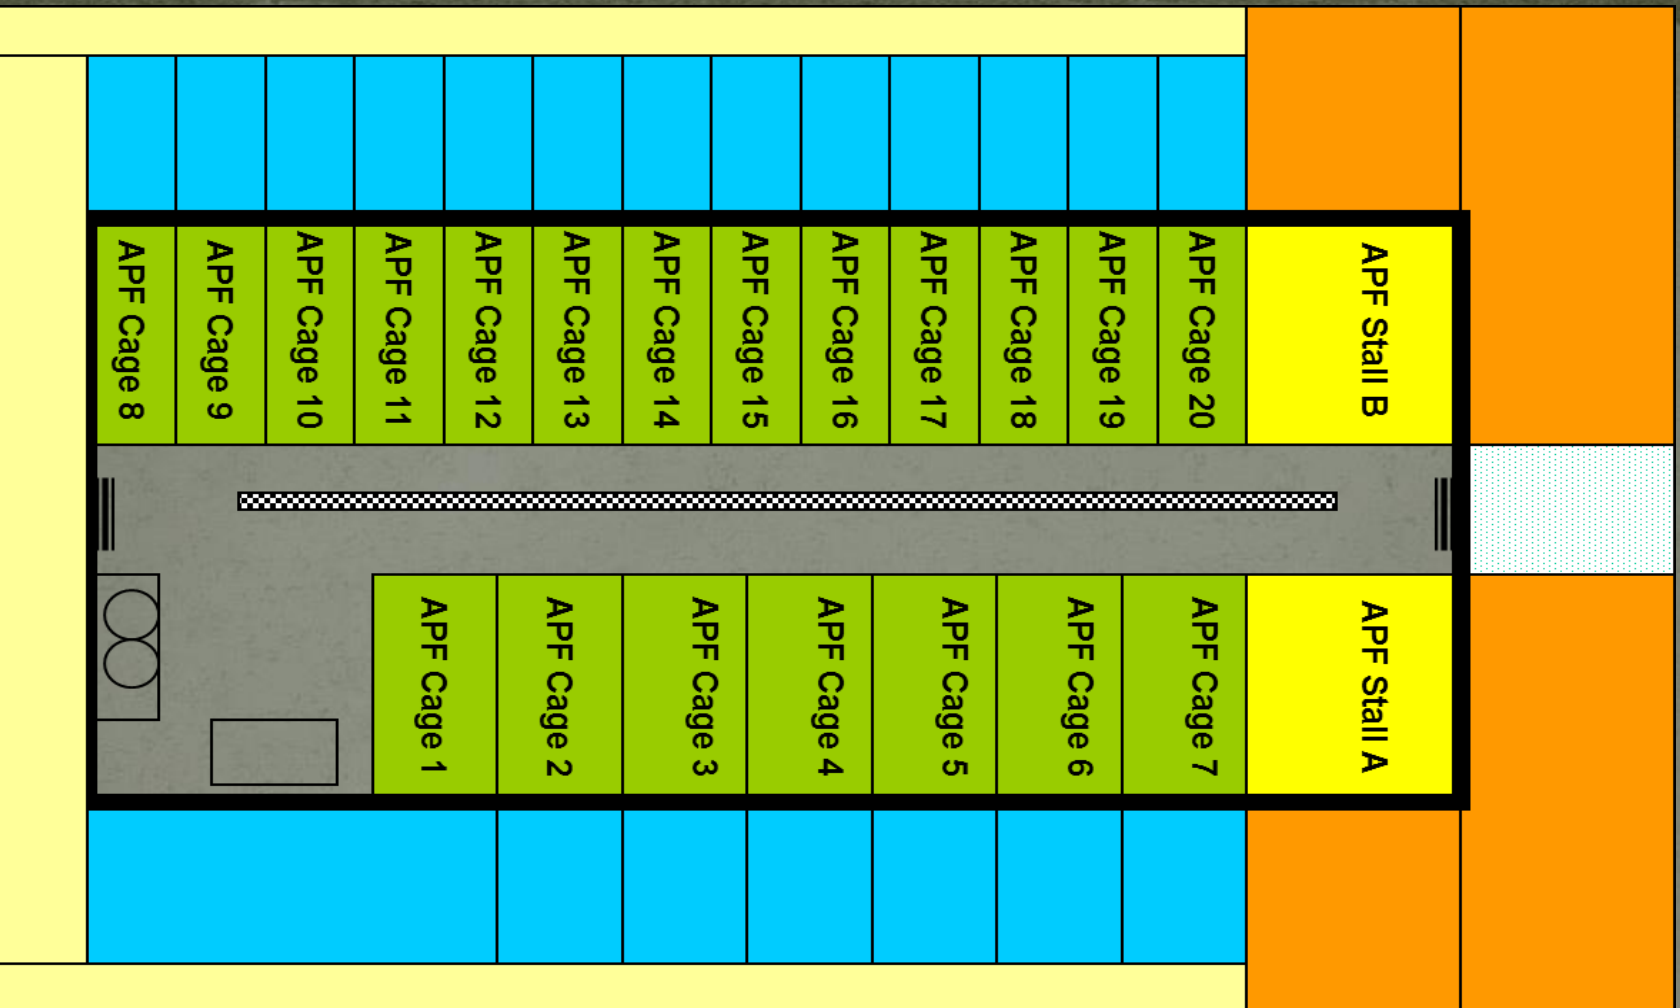 APF Cage 8
APF Cage 9
APF Cage 10
APF Cage 11
APF Cage 12
APF Cage 13
APF Cage 14
APF Cage 15
APF Cage 16
APF Cage 17
APF Cage 18
APF Cage 19
APF Cage 20
APF Stall B
APF Cage 1
APF Cage 2
APF Cage 3
APF Cage 4
APF Cage 5
APF Cage 6
APF Cage 7
APF Stall A